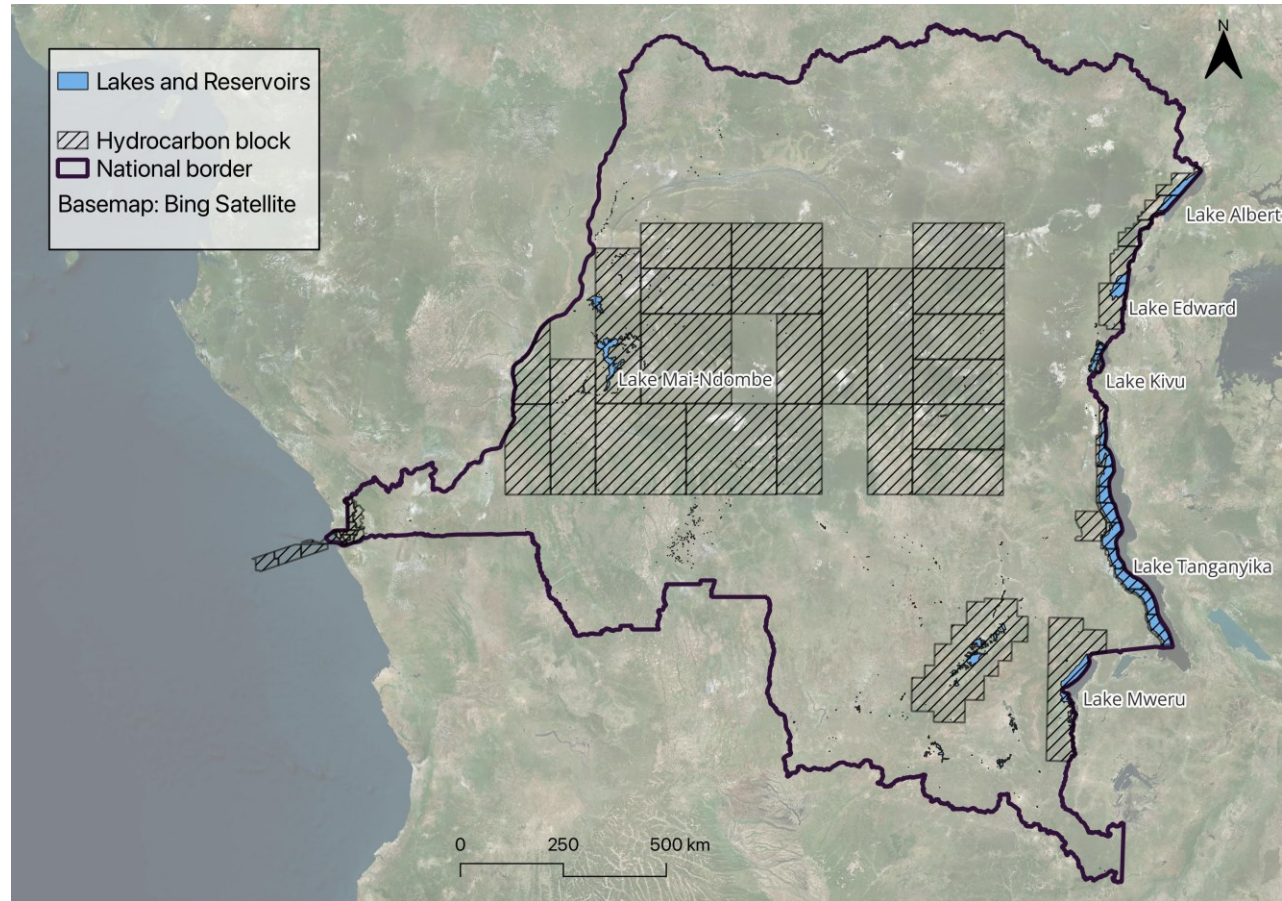 Lakes and Reservoirs
Hydrocarbon block
National border
Basemap: Bing Satellite
N
Lake Albert
Lake Edward
Lake Mai-Ndombe
Lake Kivu
Lake Tanganyika
Lake Mweru
0 250 500 km